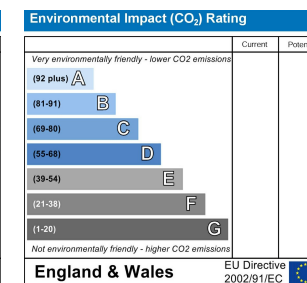 Environmental Impact (CO₂) Rating
Current
Very environmentally friendly - lower CO2 emissions
(92 plus) A
(81-91) B
(69-80) C
(55-68) D
(39-54) E
(21-38) F
(1-20) G
Not environmentally friendly - higher CO2 emissions
England & Wales
EU Directive
2002/91/EC